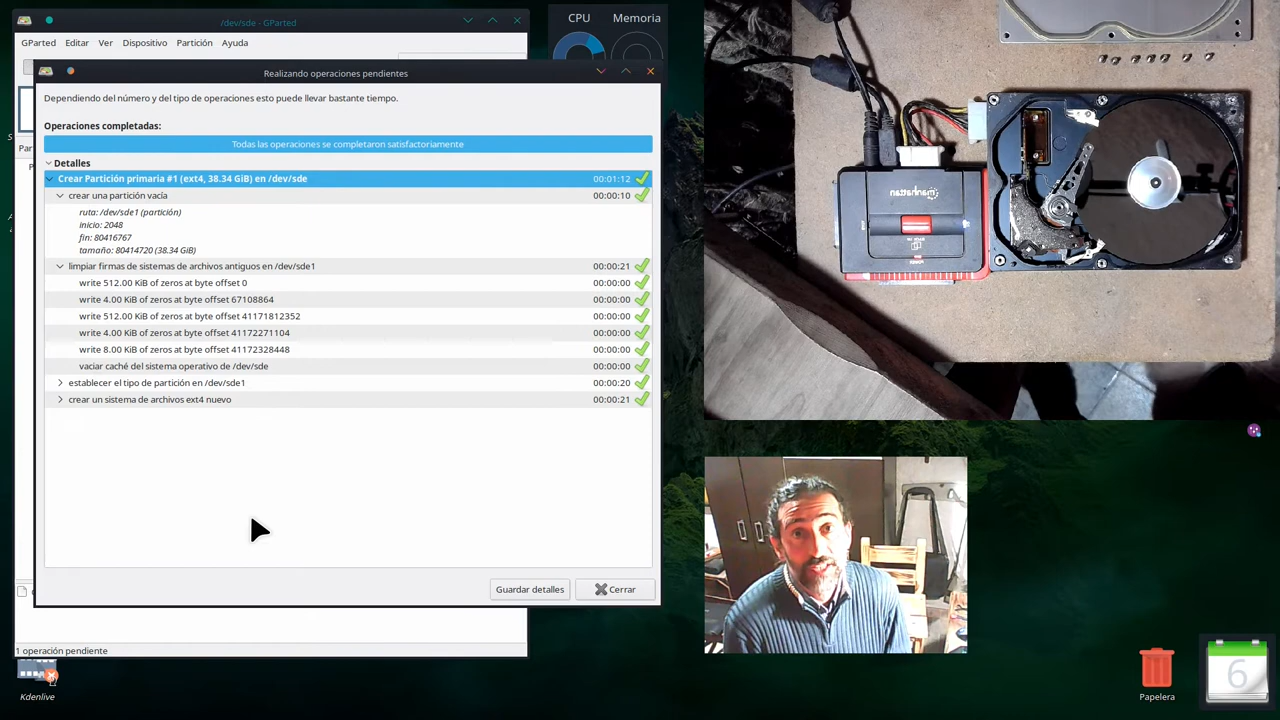 /dev/sde - GParted
GParted Editar Ver Dispositivo Partición Ayuda
CPU Memoria
Realizando operaciones pendientes
Dependiendo del número y del tipo de operaciones esto puede llevar bastante tiempo.
Operaciones completadas:
Todas las operaciones se completaron satisfactoriamente
Detalles
Crear Partición primaria #1 (ext4, 38.34 GiB) en /dev/sde 00:01:12
crear una partición vacía 00:00:10
ruta: /dev/sde1 (partición)
inicio: 2048
fin: 80416767
tamaño: 80414720 (38.34 GiB)
limpiar firmas de sistemas de archivos antiguos en /dev/sde1 00:00:21
write 512.00 KiB of zeros at byte offset 0 00:00:00
write 4.00 KiB of zeros at byte offset 67108864 00:00:00
write 512.00 KiB of zeros at byte offset 41171812352 00:00:00
write 4.00 KiB of zeros at byte offset 41172271104 00:00:00
write 8.00 KiB of zeros at byte offset 41172328448 00:00:00
vaciar caché del sistema operativo de /dev/sde 00:00:00
establecer el tipo de partición en /dev/sde1 00:00:20
crear un sistema de archivos ext4 nuevo 00:00:21
Guardar detalles Cerrar
1 operación pendiente
Par
Kdenlive
manhattan
Papelera
6